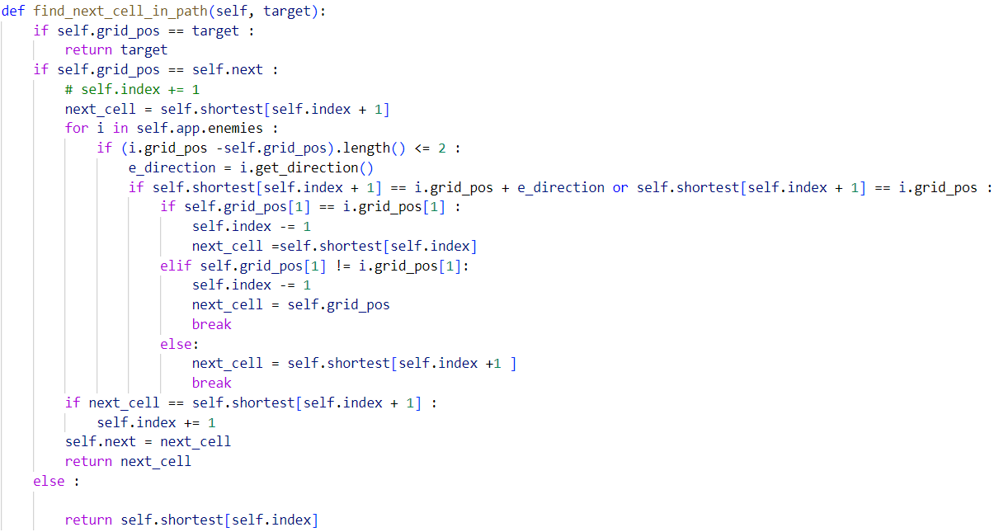 def find_next_cell_in_path(self, target):
    if self.grid_pos == target :
        return target
    if self.grid_pos == self.next :
        # self.index += 1
        next_cell = self.shortest[self.index + 1]
        for i in self.app.enemies :
            if (i.grid_pos -self.grid_pos).length() <= 2 :
                e_direction = i.get_direction()
                if self.shortest[self.index + 1] == i.grid_pos + e_direction or self.shortest[self.index + 1] == i.grid_pos :
                    if self.grid_pos[1] == i.grid_pos[1] :
                        self.index -= 1
                        next_cell =self.shortest[self.index]
                    elif self.grid_pos[1] != i.grid_pos[1]:
                        self.index -= 1
                        next_cell = self.grid_pos
                        break
                    else:
                        next_cell = self.shortest[self.index +1 ]
                        break
        if next_cell == self.shortest[self.index + 1] :
            self.index += 1
        self.next = next_cell
        return next_cell
    else :

        return self.shortest[self.index]